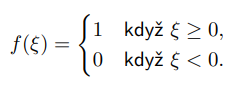 f(ξ) = { 1 když ξ ≥ 0,
0 když ξ < 0.